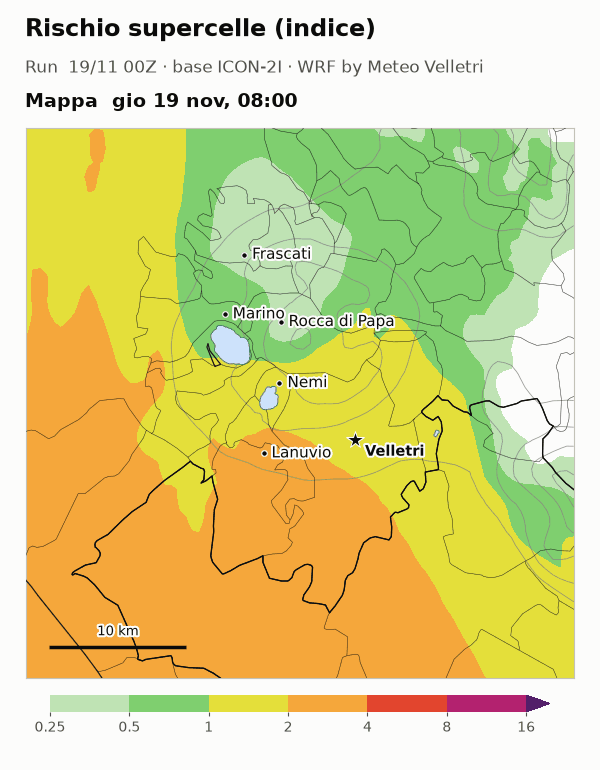 Rischio supercelle (indice)
Run 19/11 00Z · base ICON-2I · WRF by Meteo Velletri
Mappa gio 19 nov, 08:00
Frascati
Marino
Rocca di Papa
Nemi
Velletri
Lanuvio
10 km
0.25 0.5 1 2 4 8 16